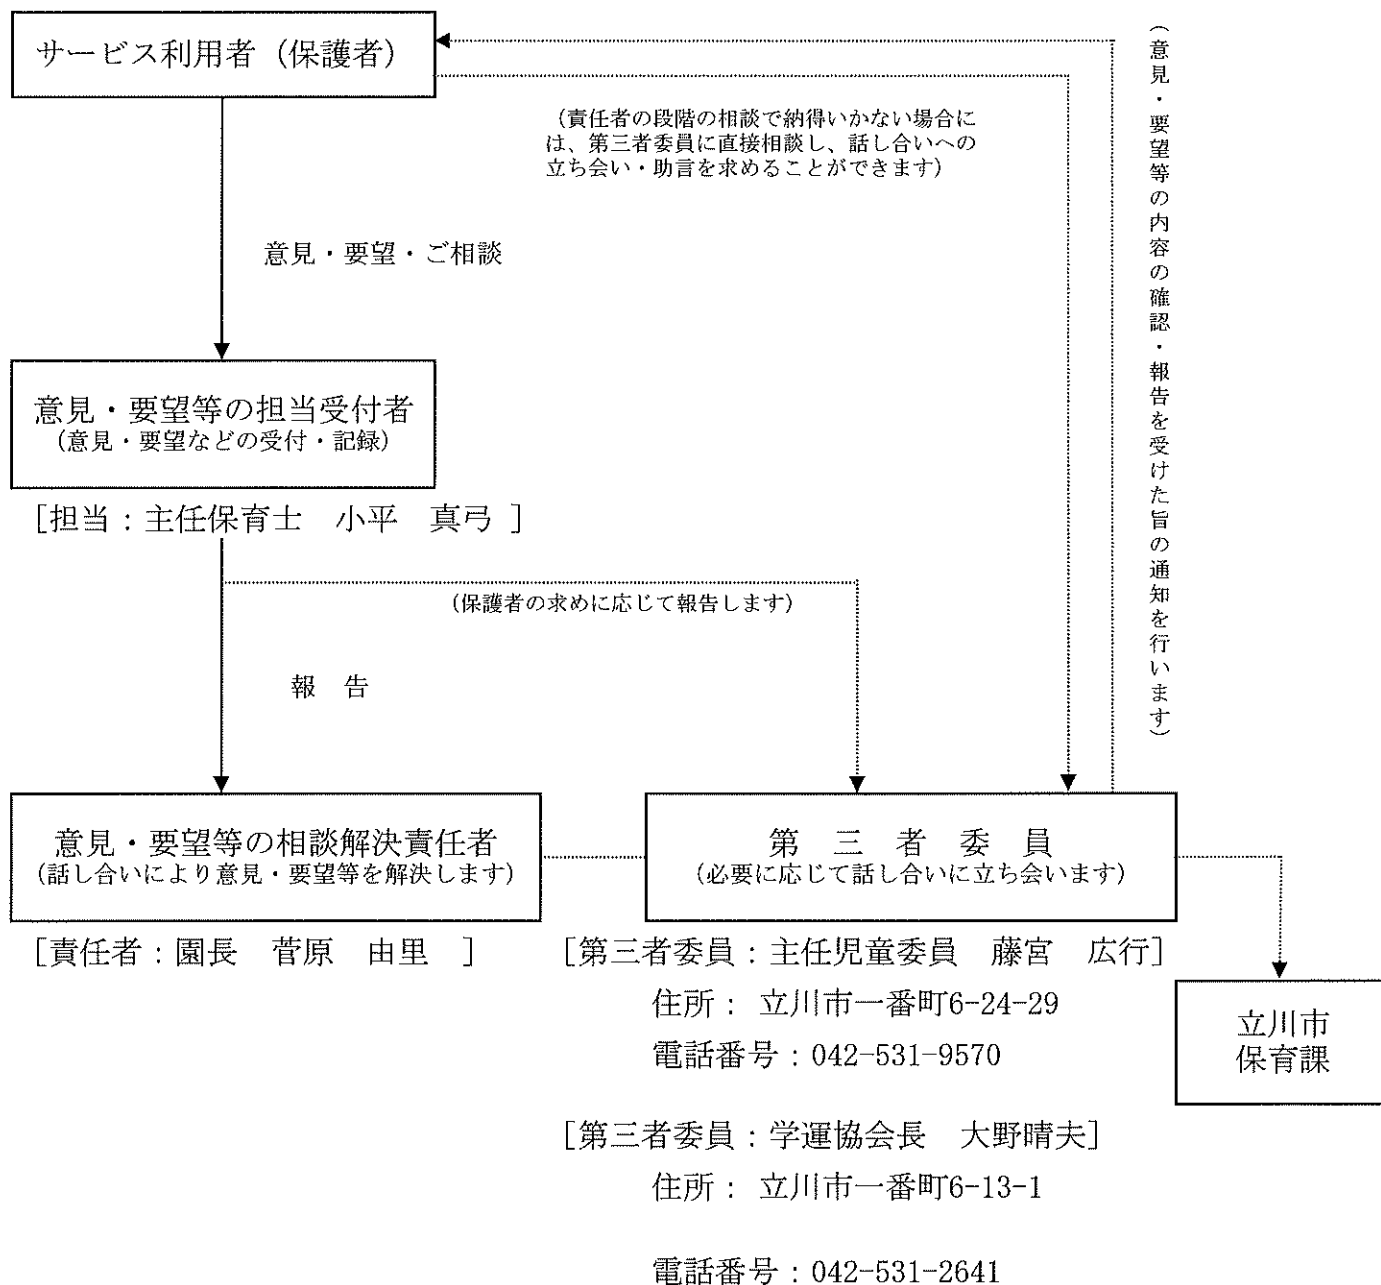 サービス利用者（保護者）
（責任者の段階の相談で納得いかない場合に
は、第三者委員に直接相談し、話し合いへの
立ち会い・助言を求めることができます）
（意見・要望等の内容の確認・報告を受けた旨の通知を行います）
意見・要望・ご相談
意見・要望等の担当受付者
（意見・要望などの受付・記録）
［担当：主任保育士　小平　真弓 ］
（保護者の求めに応じて報告します）
報　告
意見・要望等の相談解決責任者
（話し合いにより意見・要望等を解決します）
［責任者：園長　菅原　由里　］
第　三　者　委　員
（必要に応じて話し合いに立ち会います）
［第三者委員：主任児童委員　藤宮　広行］
住所： 立川市一番町6-24-29
電話番号：042-531-9570
立川市
保育課
［第三者委員：学運協会長　大野晴夫］
住所： 立川市一番町6-13-1
電話番号：042-531-2641